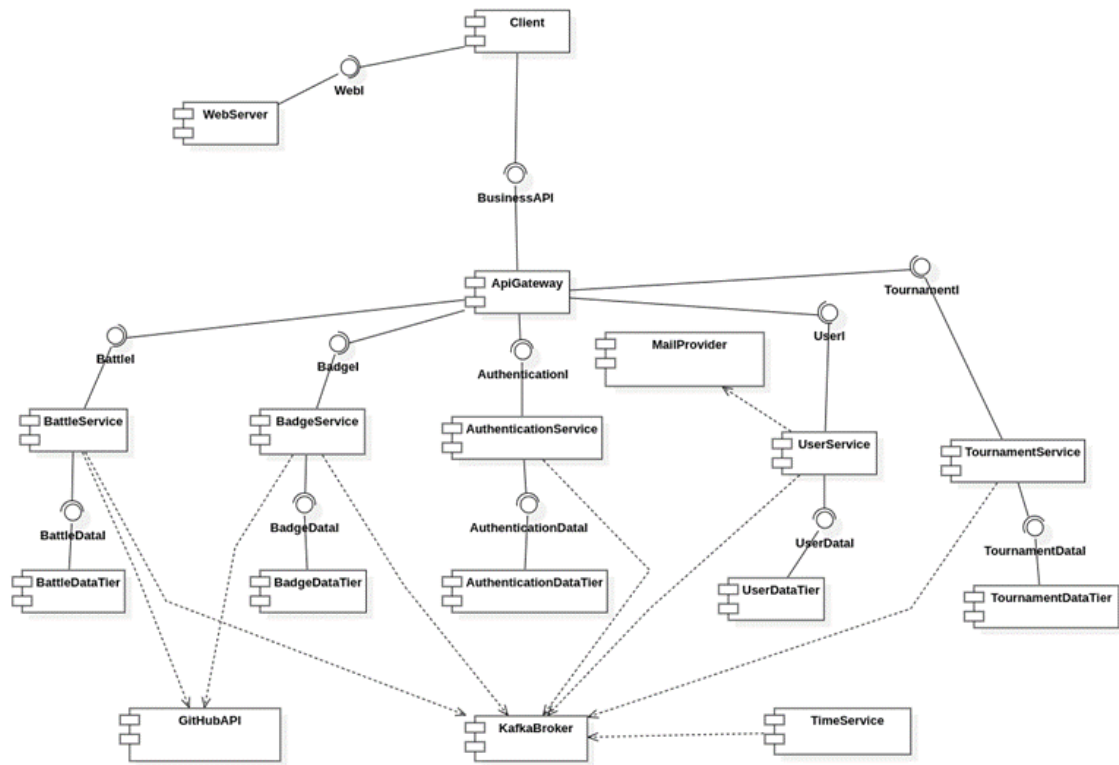 Client
WebI
WebServer
BusinessAPI
ApiGateway
TournamentI
BattleI
BadgeI
AuthenticationI
MailProvider
UserI
BattleService
BadgeService
AuthenticationService
UserService
TournamentService
BattleDataI
BadgeDataI
AuthenticationDataI
UserDataI
TournamentDataI
BattleDataTier
BadgeDataTier
AuthenticationDataTier
UserDataTier
TournamentDataTier
GitHubAPI
KafkaBroker
TimeService